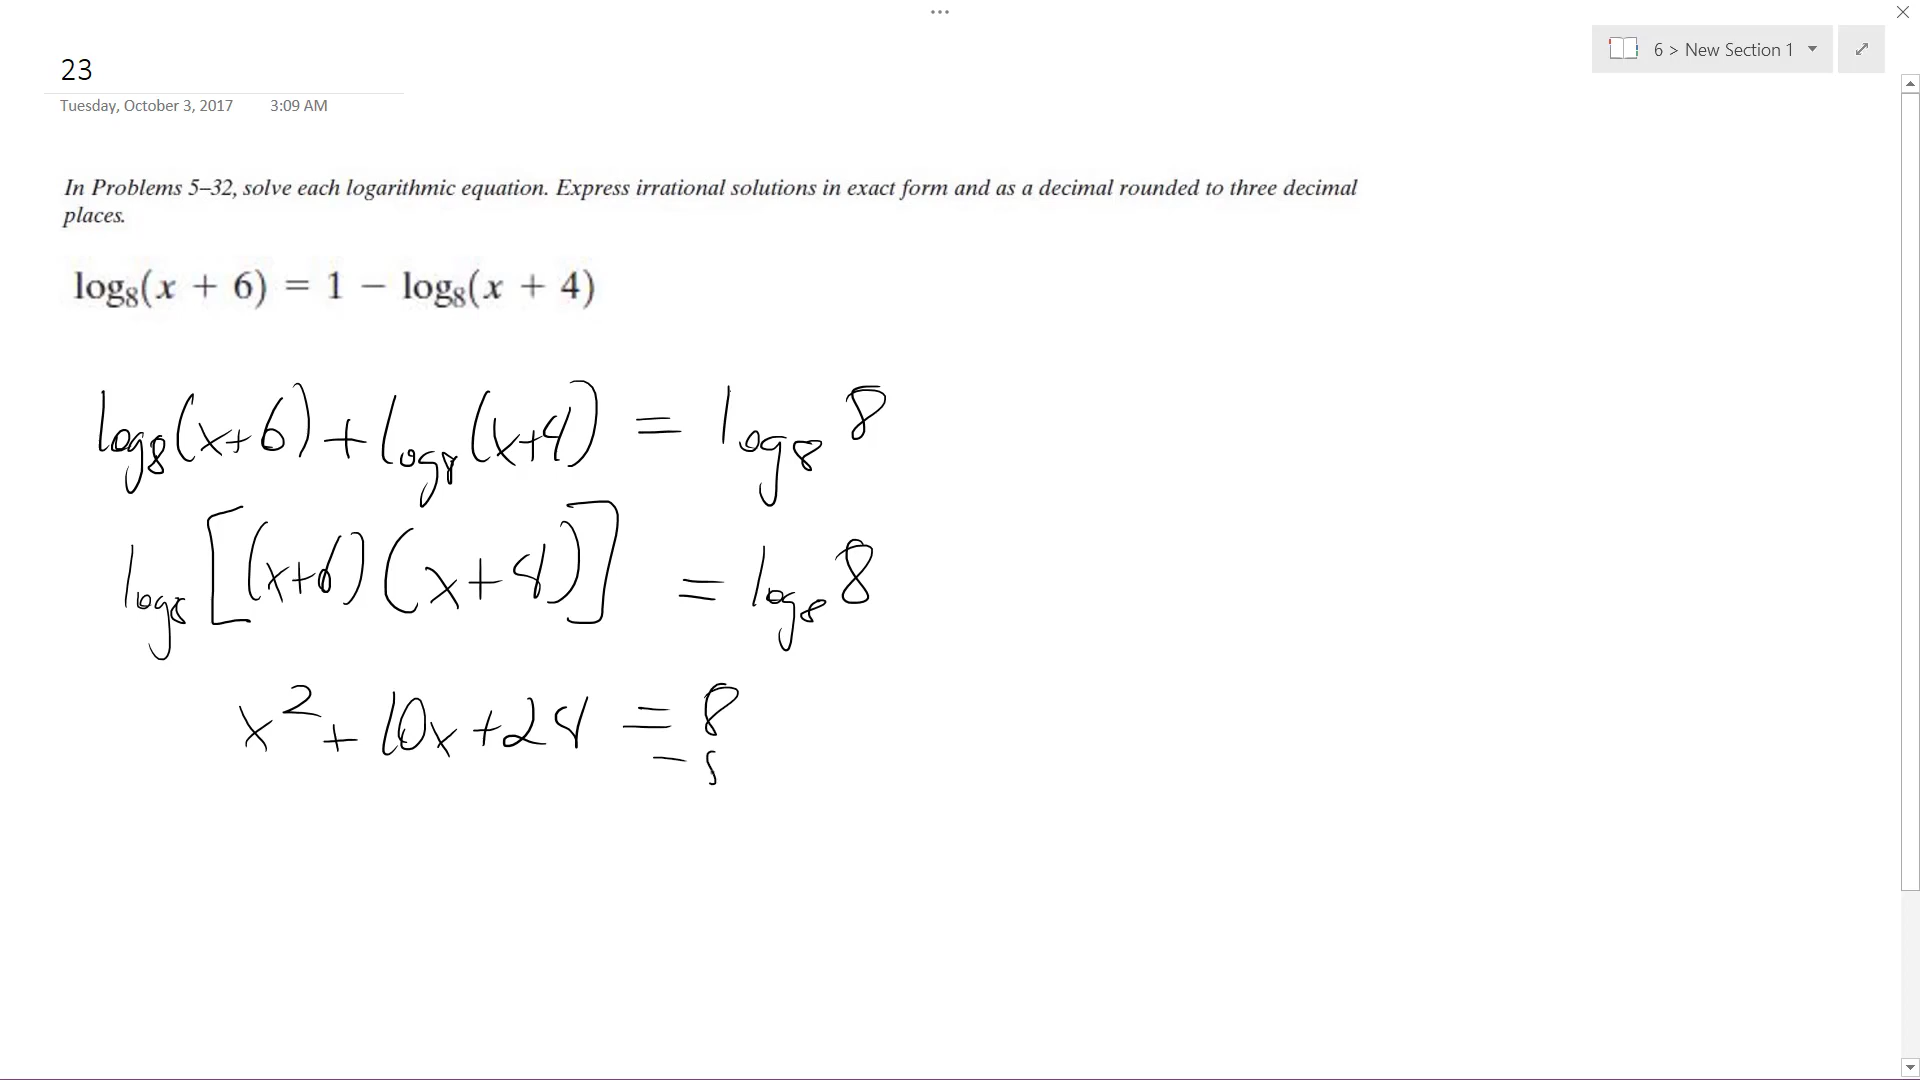 6 > New Section 1
23
Tuesday, October 3, 2017 3:09 AM
In Problems 5–32, solve each logarithmic equation. Express irrational solutions in exact form and as a decimal rounded to three decimal
places.
log₈(x + 6) = 1 − log₈(x + 4)
log₈(x+6)+log₈(x+4) = log₈ 8
log₈[(x+6)(x+4)] = log₈ 8
x²+10x+24 = 8
−